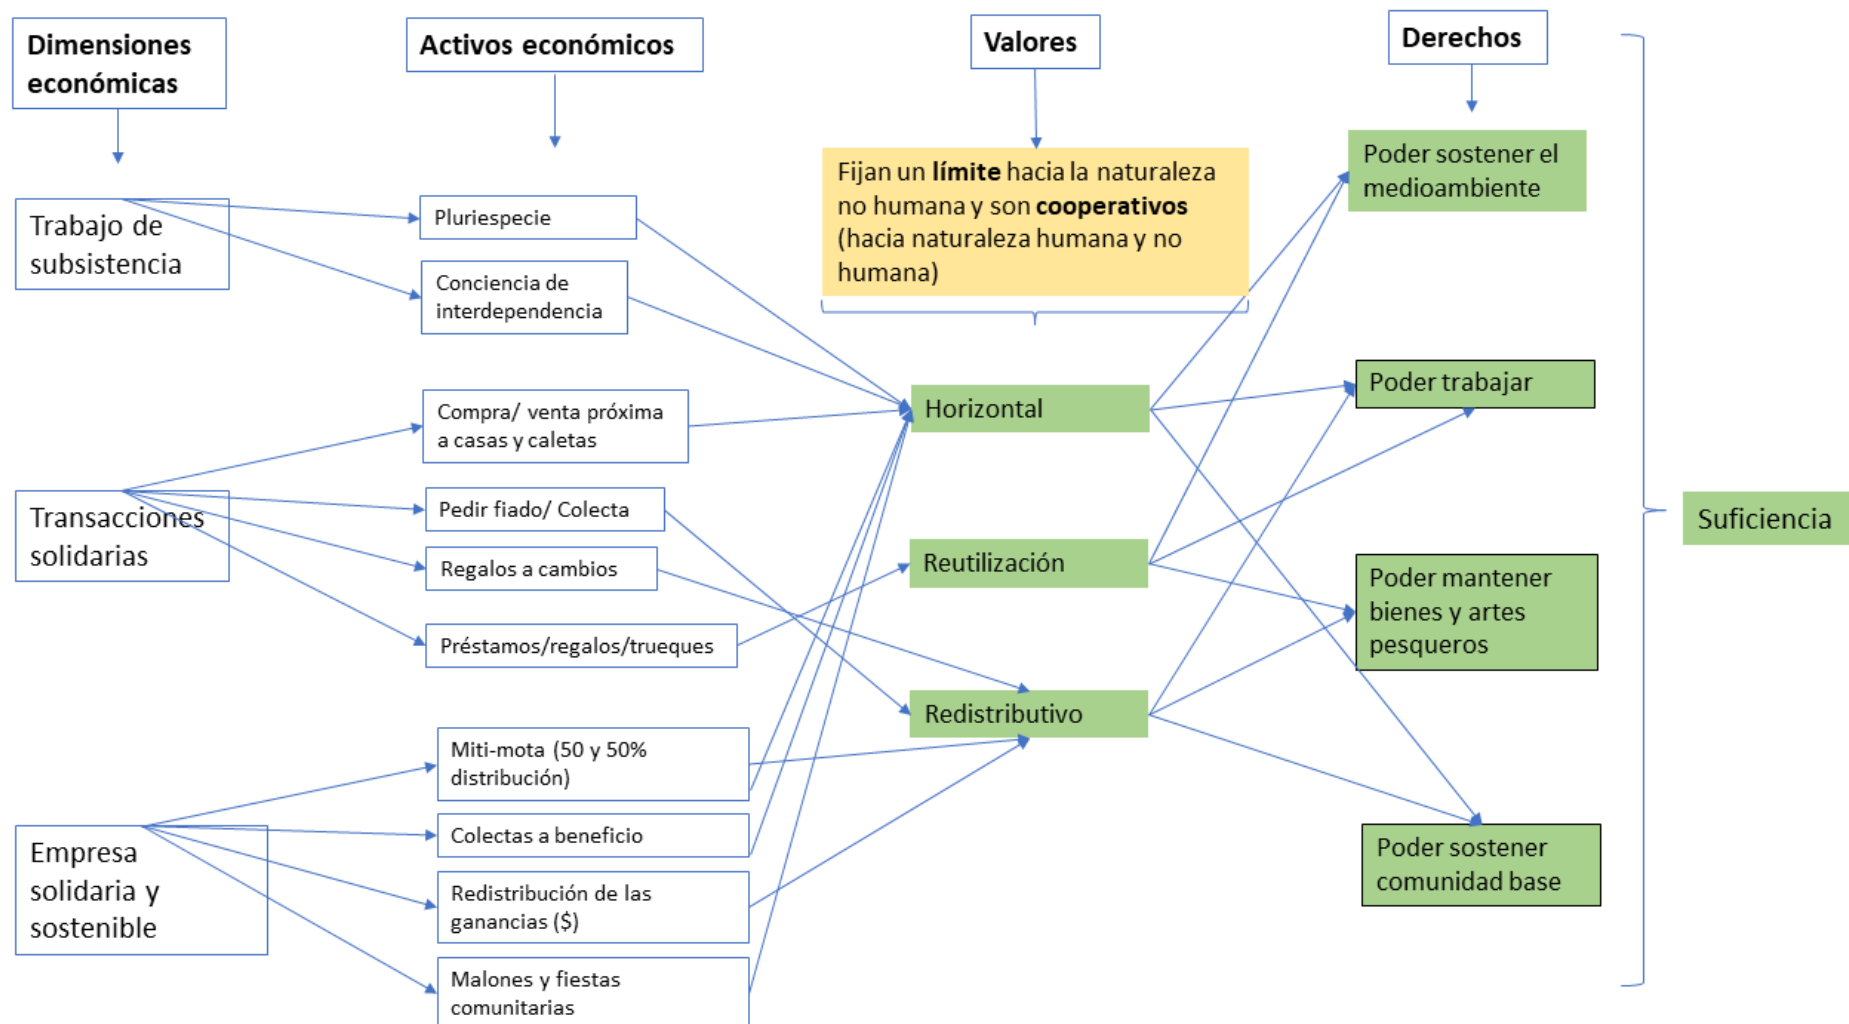 Dimensiones
económicas
Activos económicos
Valores
Derechos
Trabajo de
subsistencia
Transacciones
solidarias
Empresa
solidaria y
sostenible
Pluriespecie
Conciencia de
interdependencia
Compra/ venta próxima
a casas y caletas
Pedir fiado/ Colecta
Regalos a cambios
Préstamos/regalos/trueques
Miti-mota (50 y 50%
distribución)
Colectas a beneficio
Redistribución de las
ganancias ($)
Malones y fiestas
comunitarias
Fijan un límite hacia la naturaleza
no humana y son cooperativos
(hacia naturaleza humana y no
humana)
Horizontal
Reutilización
Redistributivo
Poder sostener el
medioambiente
Poder trabajar
Poder mantener
bienes y artes
pesqueros
Poder sostener
comunidad base
Suficiencia